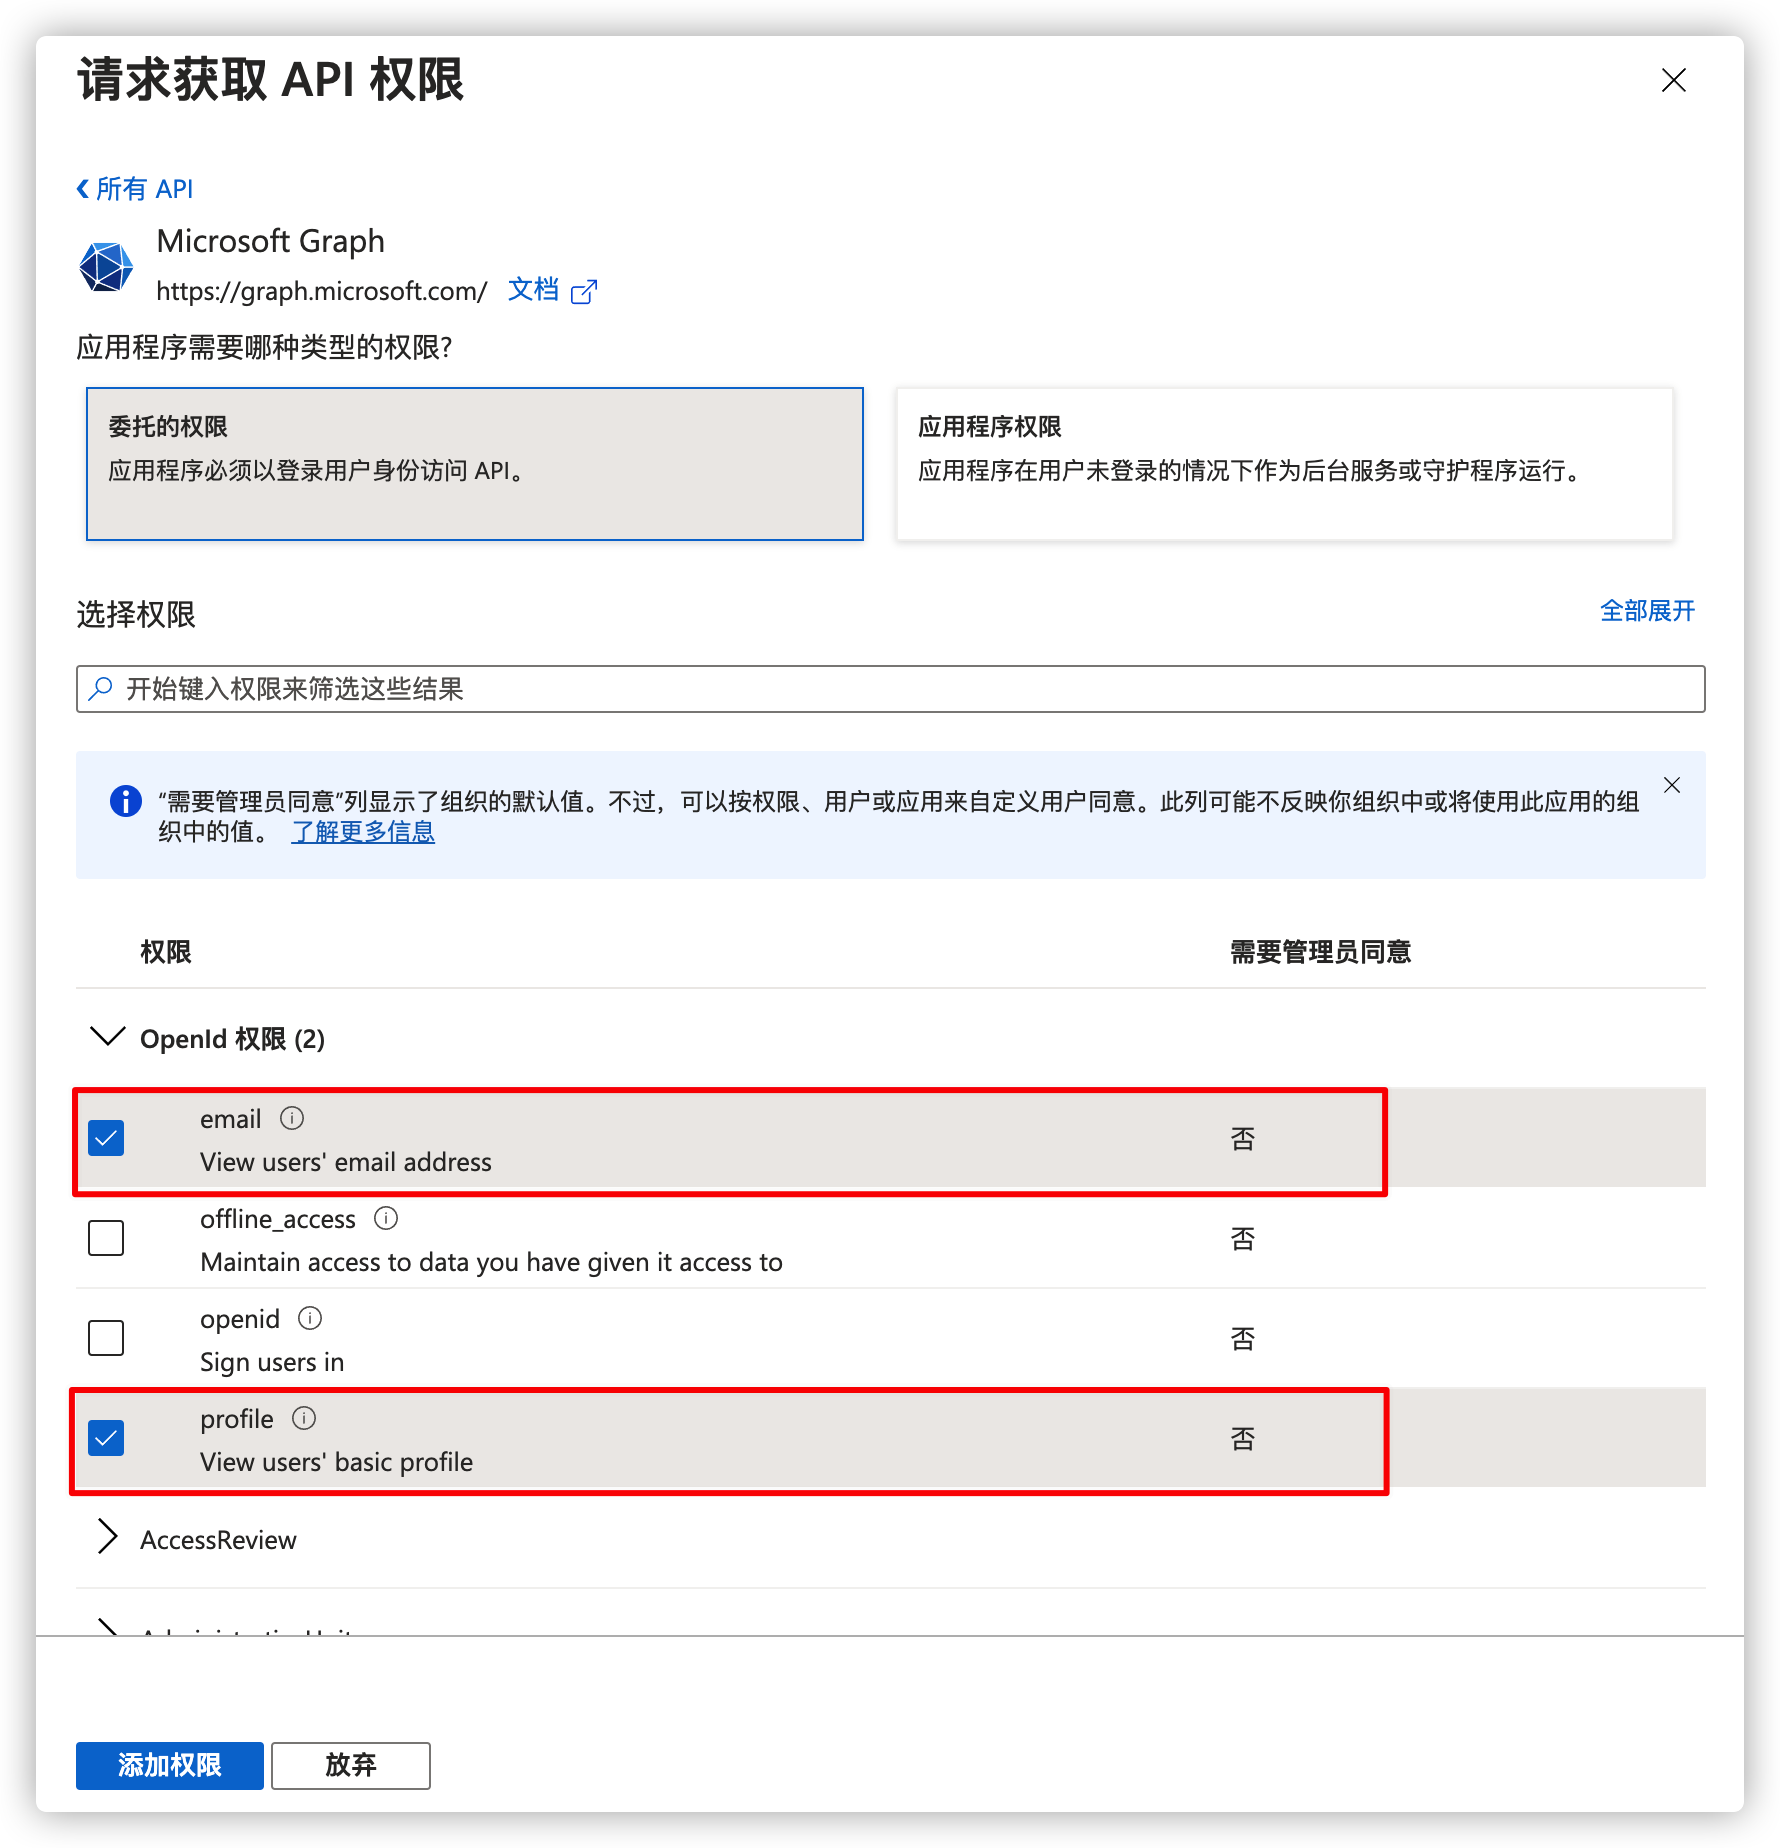 请求获取 API 权限
所有 API
Microsoft Graph
https://graph.microsoft.com/ 文档
应用程序需要哪种类型的权限?
委托的权限
应用程序必须以登录用户身份访问 API。
应用程序权限
应用程序在用户未登录的情况下作为后台服务或守护程序运行。
选择权限
全部展开
开始键入权限来筛选这些结果
“需要管理员同意”列显示了组织的默认值。不过，可以按权限、用户或应用来自定义用户同意。此列可能不反映你组织中或将使用此应用的组
织中的值。 了解更多信息
权限 需要管理员同意
OpenId 权限 (2)
email
View users' email address
否
offline_access
Maintain access to data you have given it access to
否
openid
Sign users in
否
profile
View users' basic profile
否
AccessReview
添加权限 放弃